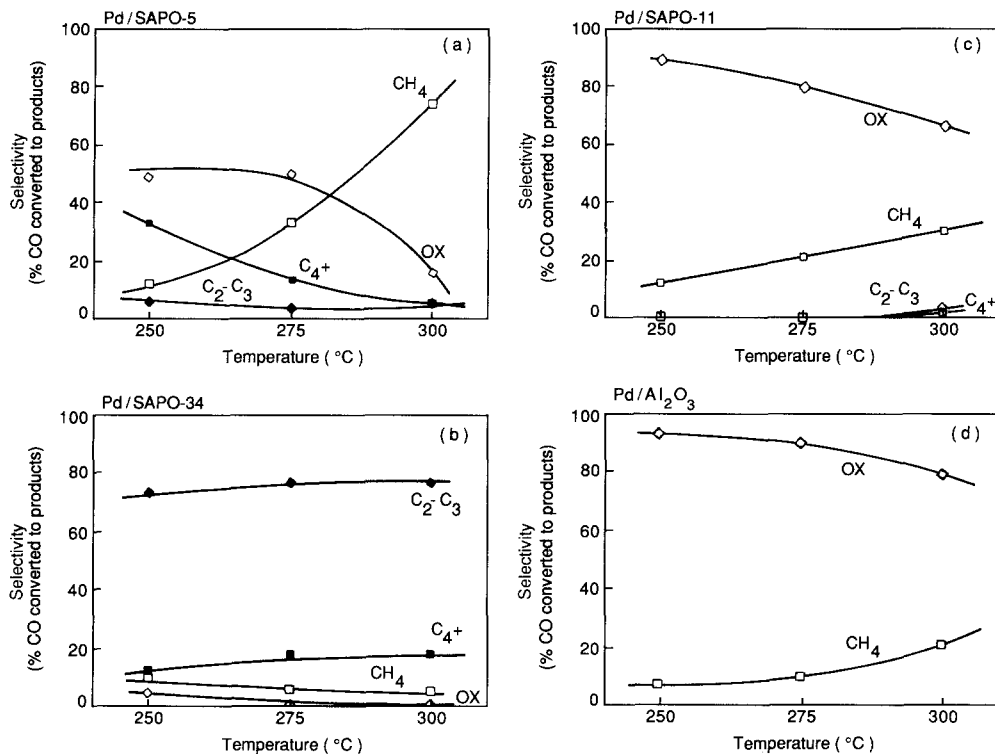 Pd/SAPO-5
(a)
Selectivity
(% CO converted to products)
100
80
60
40
20
0
CH4
OX
C4+
C2-C3
250
275
300
Temperature (°C)
Pd/SAPO-11
(c)
Selectivity
(% CO converted to products)
100
80
60
40
20
0
OX
CH4
C2-C3
C4+
250
275
300
Temperature (°C)
Pd/SAPO-34
(b)
Selectivity
(% CO converted to products)
100
80
60
40
20
0
C2-C3
C4+
CH4
OX
250
275
300
Temperature (°C)
Pd/Al2O3
(d)
Selectivity
(% CO converted to products)
100
80
60
40
20
0
OX
CH4
250
275
300
Temperature (°C)